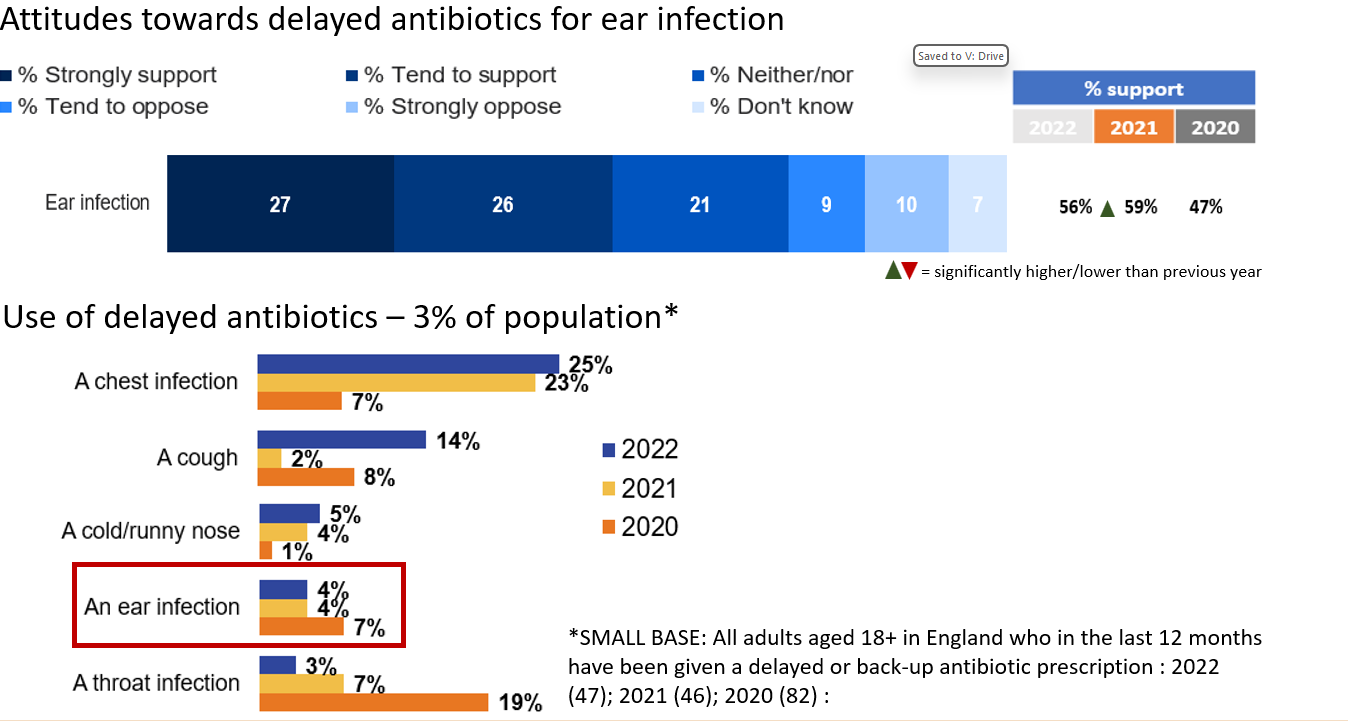 Attitudes towards delayed antibiotics for ear infection
Saved to V: Drive
% Strongly support % Tend to support % Neither/nor
% Tend to oppose % Strongly oppose % Don't know
% support
2022 2021 2020
Ear infection 27 26 21 9 10 7 56% 59% 47%
= significantly higher/lower than previous year
Use of delayed antibiotics – 3% of population*
A chest infection
25%
23%
7%
A cough
14%
2%
8%
A cold/runny nose
5%
4%
1%
An ear infection
4%
4%
7%
A throat infection
3%
7%
19%
2022
2021
2020
*SMALL BASE: All adults aged 18+ in England who in the last 12 months
have been given a delayed or back-up antibiotic prescription : 2022
(47); 2021 (46); 2020 (82) :